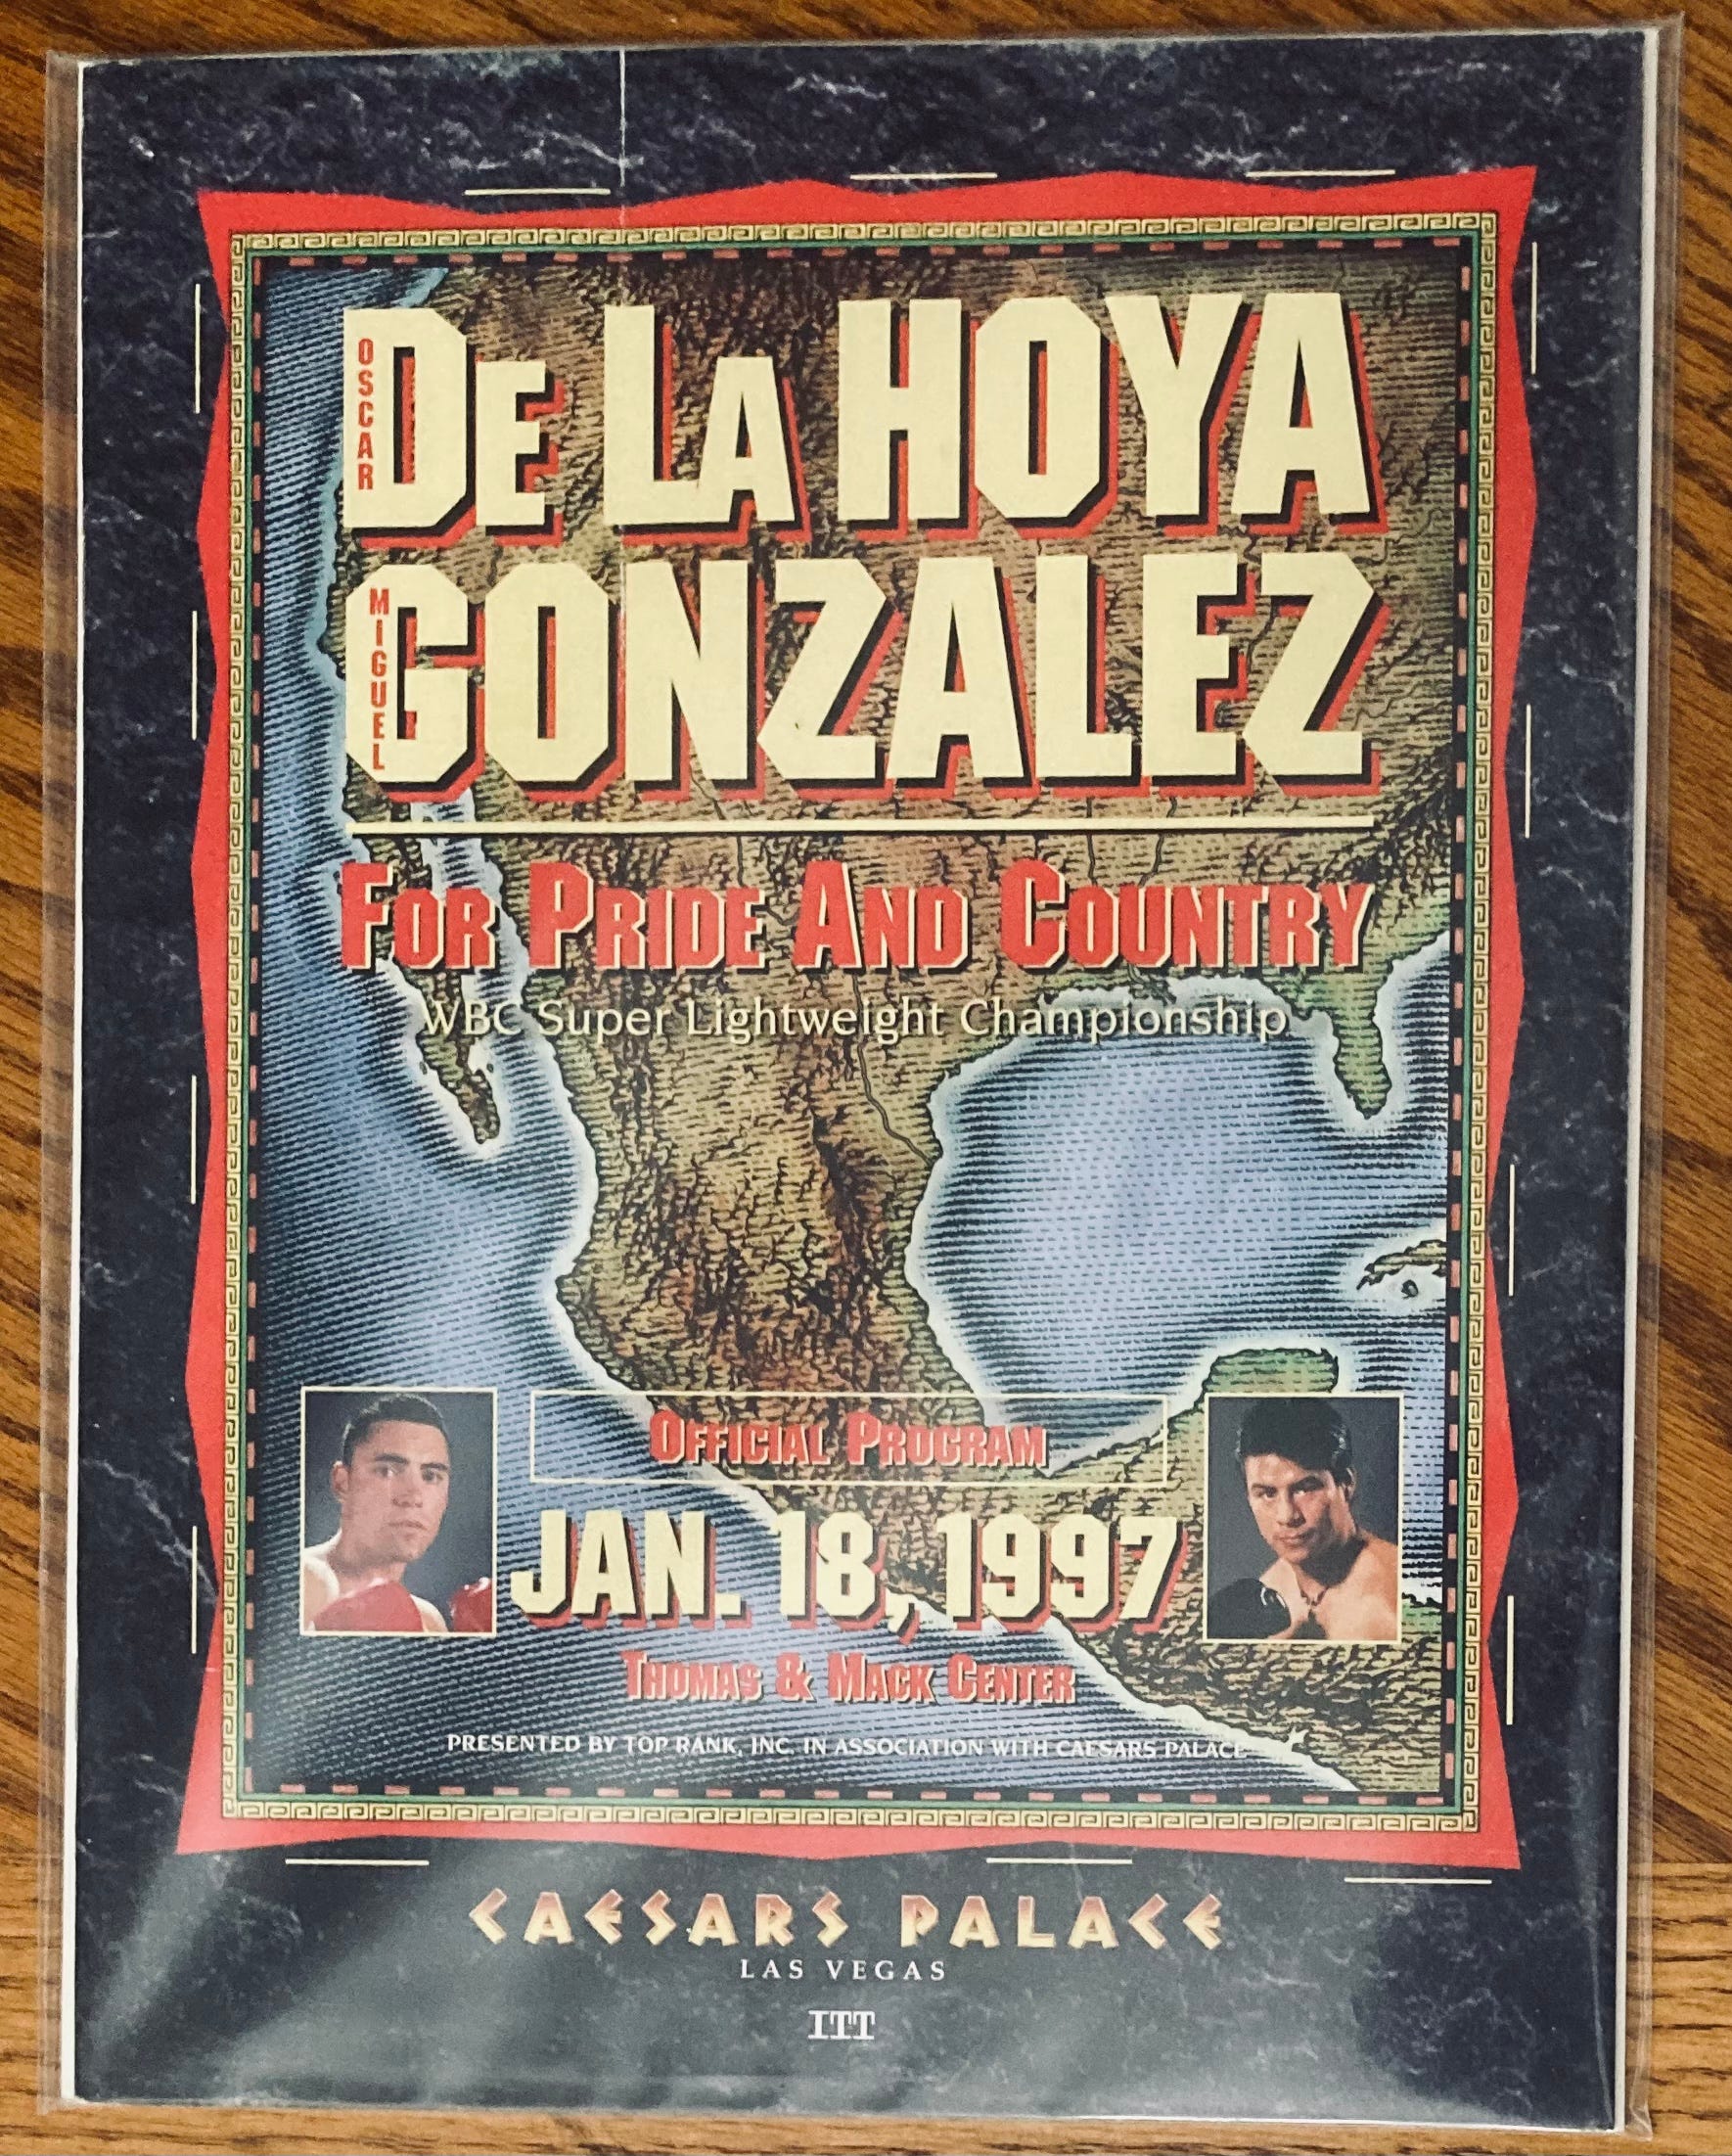 OSCAR
DE LA HOYA
MIGUEL
GONZALEZ
FOR PRIDE AND COUNTRY
WBC Super Lightweight Championship
OFFICIAL PROGRAM
JAN. 18, 1997
THOMAS & MACK CENTER
PRESENTED BY TOP RANK, INC. IN ASSOCIATION WITH CAESARS PALACE
CAESARS PALACE
LAS VEGAS
ITT